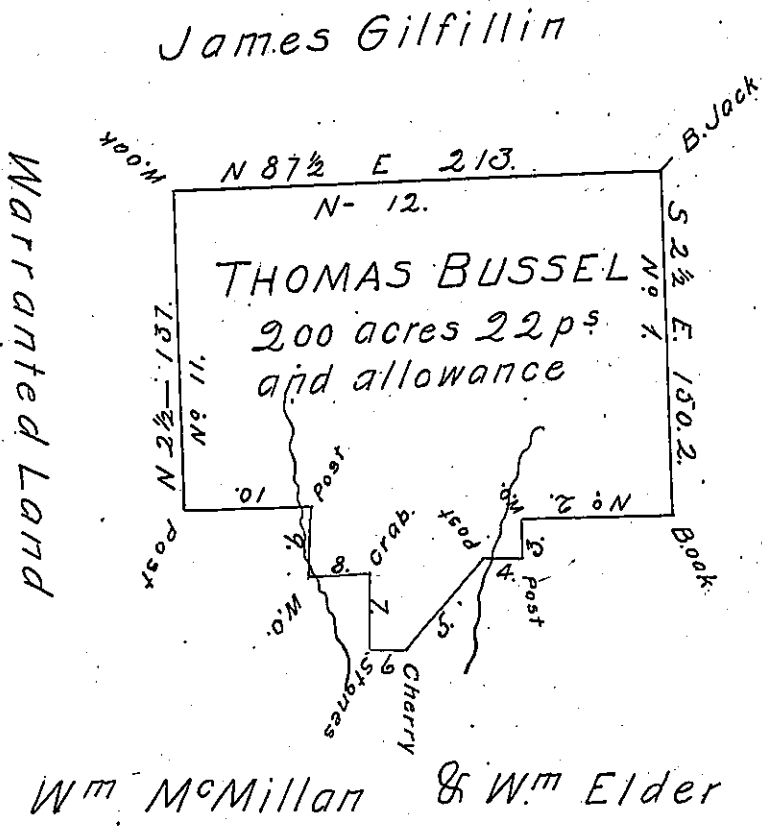 James Gilfillin
B. Jack
W. oak
N 87½ E 213.
N- 12.
Warranted Land
THOMAS BUSSEL
200 acres 22 ps
and allowance
S 2½ E. 150.2.
No 1.
N 2½— 137.
No 11.
10.
Post
Post
9.
8.
Crab.
W.O.
7.
Stones
6
Cherry
5.
Post
W.O.
4.
3.
Post
No 2.
B.oak.
Wm McMillan & Wm Elder